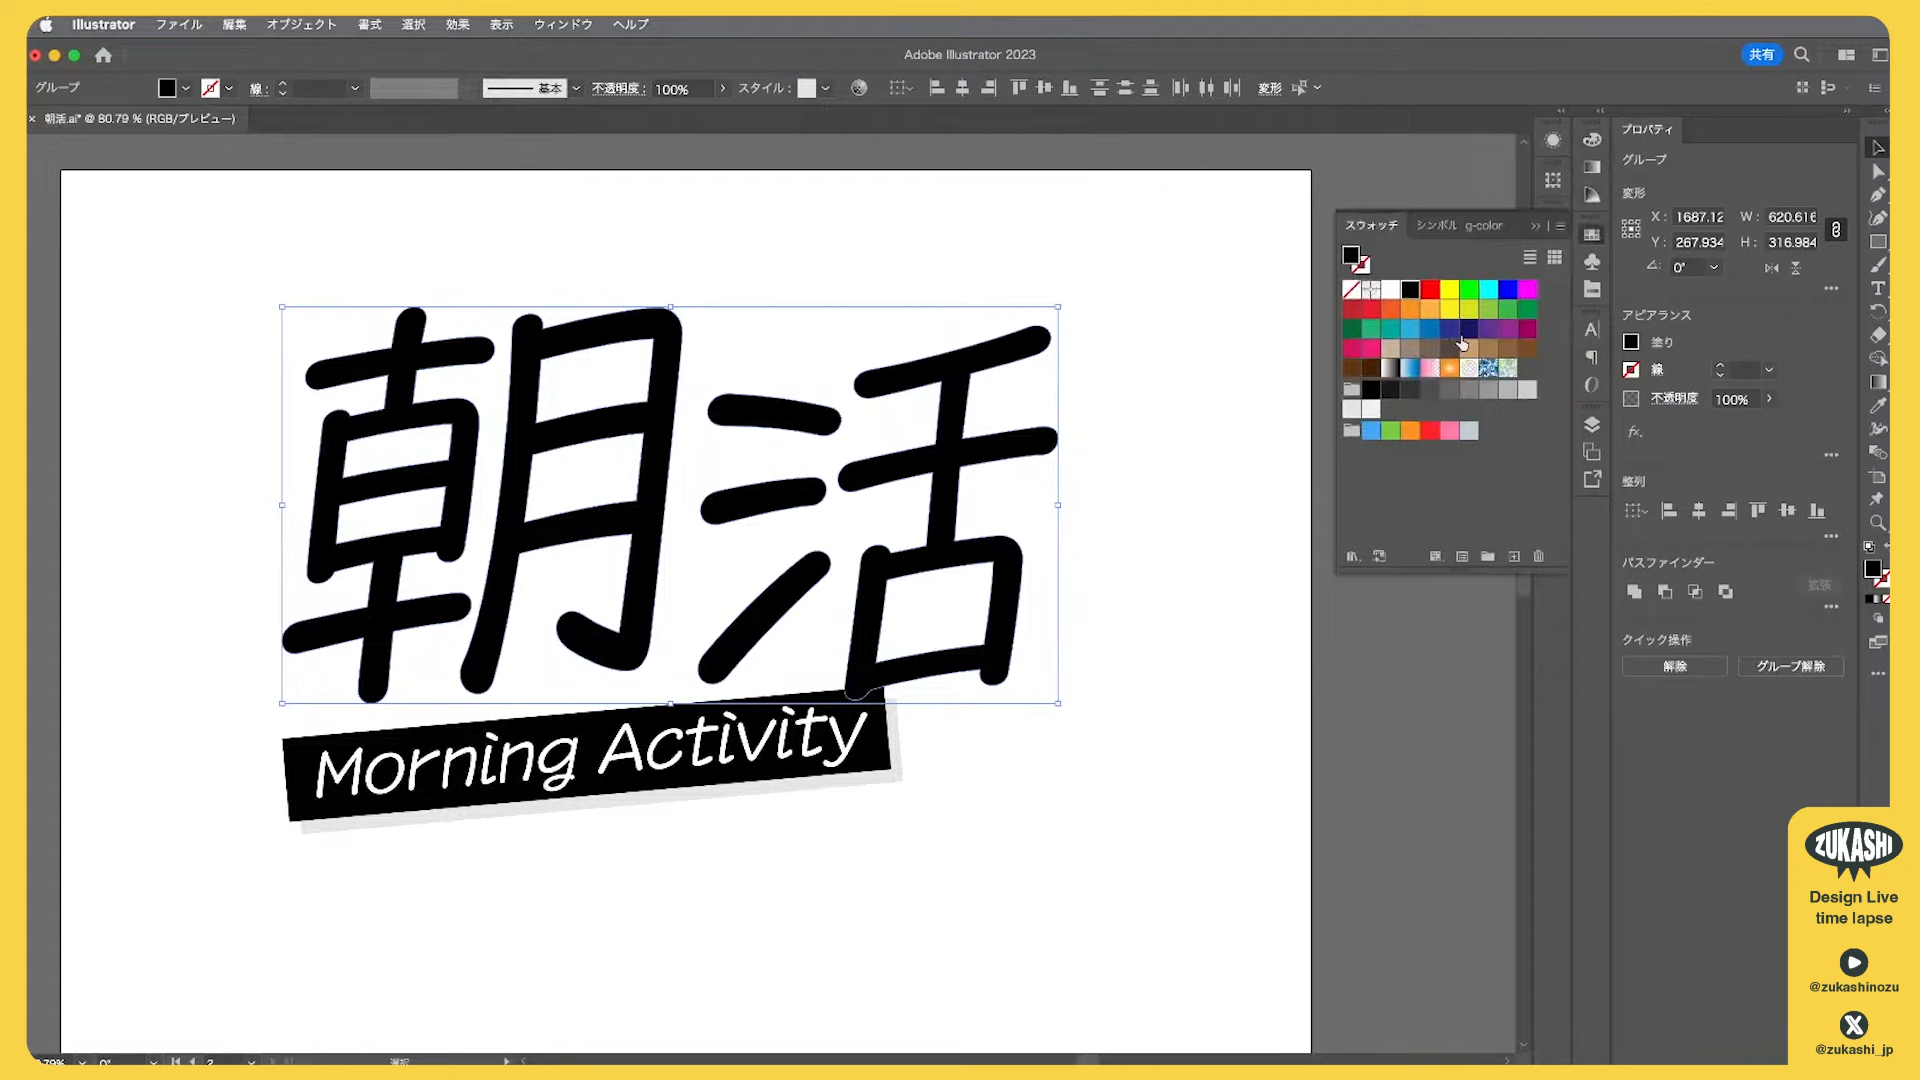 Illustrator ファイル 編集 オブジェクト 書式 選択 効果 表示 ウィンドウ ヘルプ
Adobe Illustrator 2023
共有
グループ 線： 基本 不透明度： 100% スタイル： 変形
× 朝活.ai* @ 80.79 % (RGB/プレビュー)
朝活
Morning Activity
スウォッチ シンボル g-color
プロパティ
グループ
変形
X： 1687.12 W： 620.616
Y： 267.934 H： 316.984
0°
アピアランス
塗り
線
不透明度 100%
fx.
整列
パスファインダー
拡張
クイック操作
解除 グループ解除
0° 2 選択
ZUKASHI
Design Live
time lapse
@zukashinozu
@zukashi_jp